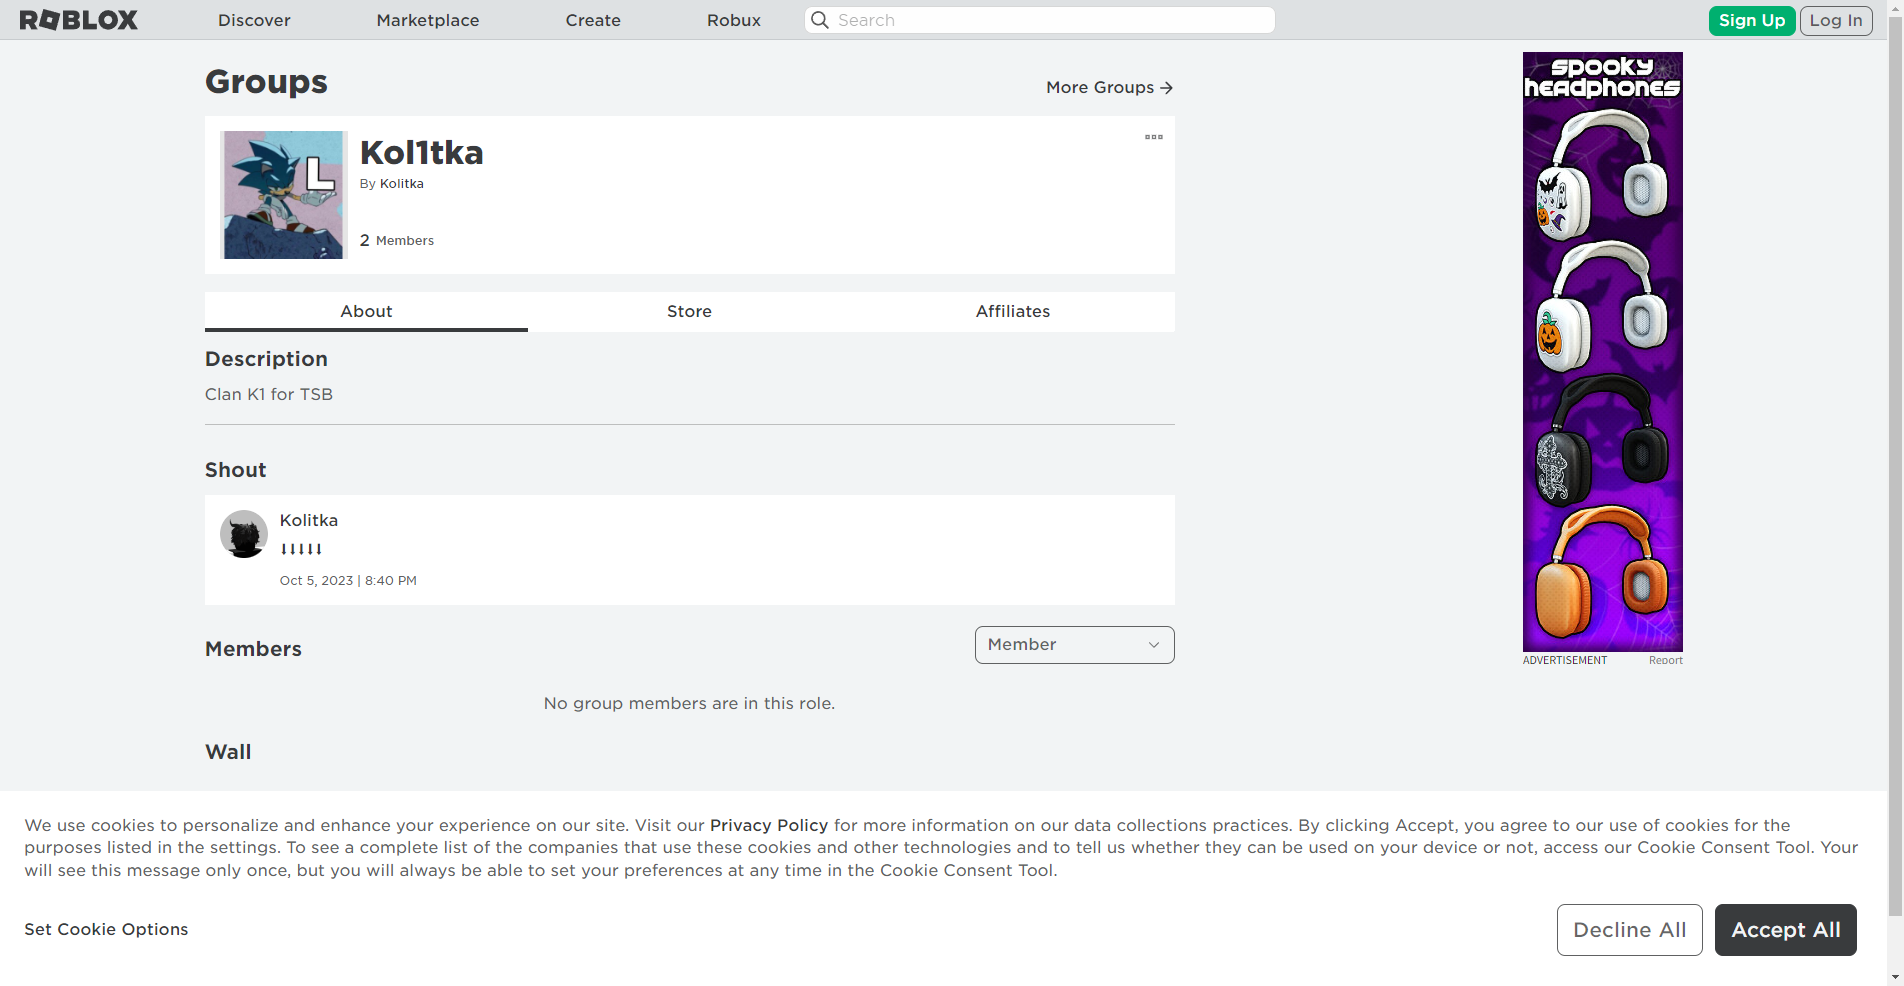 ROBLOX
Discover
Marketplace
Create
Robux
Search
Sign Up
Log In
Groups
More Groups →
L
Kol1tka
By Kolitka
2 Members
About
Store
Affiliates
Description
Clan K1 for TSB
Shout
Kolitka
⬇⬇⬇⬇⬇
Oct 5, 2023 | 8:40 PM
Members
Member
No group members are in this role.
Wall
SPOOKY
HEADPHONES
ADVERTISEMENT
Report
We use cookies to personalize and enhance your experience on our site. Visit our Privacy Policy for more information on our data collections practices. By clicking Accept, you agree to our use of cookies for the
purposes listed in the settings. To see a complete list of the companies that use these cookies and other technologies and to tell us whether they can be used on your device or not, access our Cookie Consent Tool. Your
will see this message only once, but you will always be able to set your preferences at any time in the Cookie Consent Tool.
Set Cookie Options
Decline All
Accept All